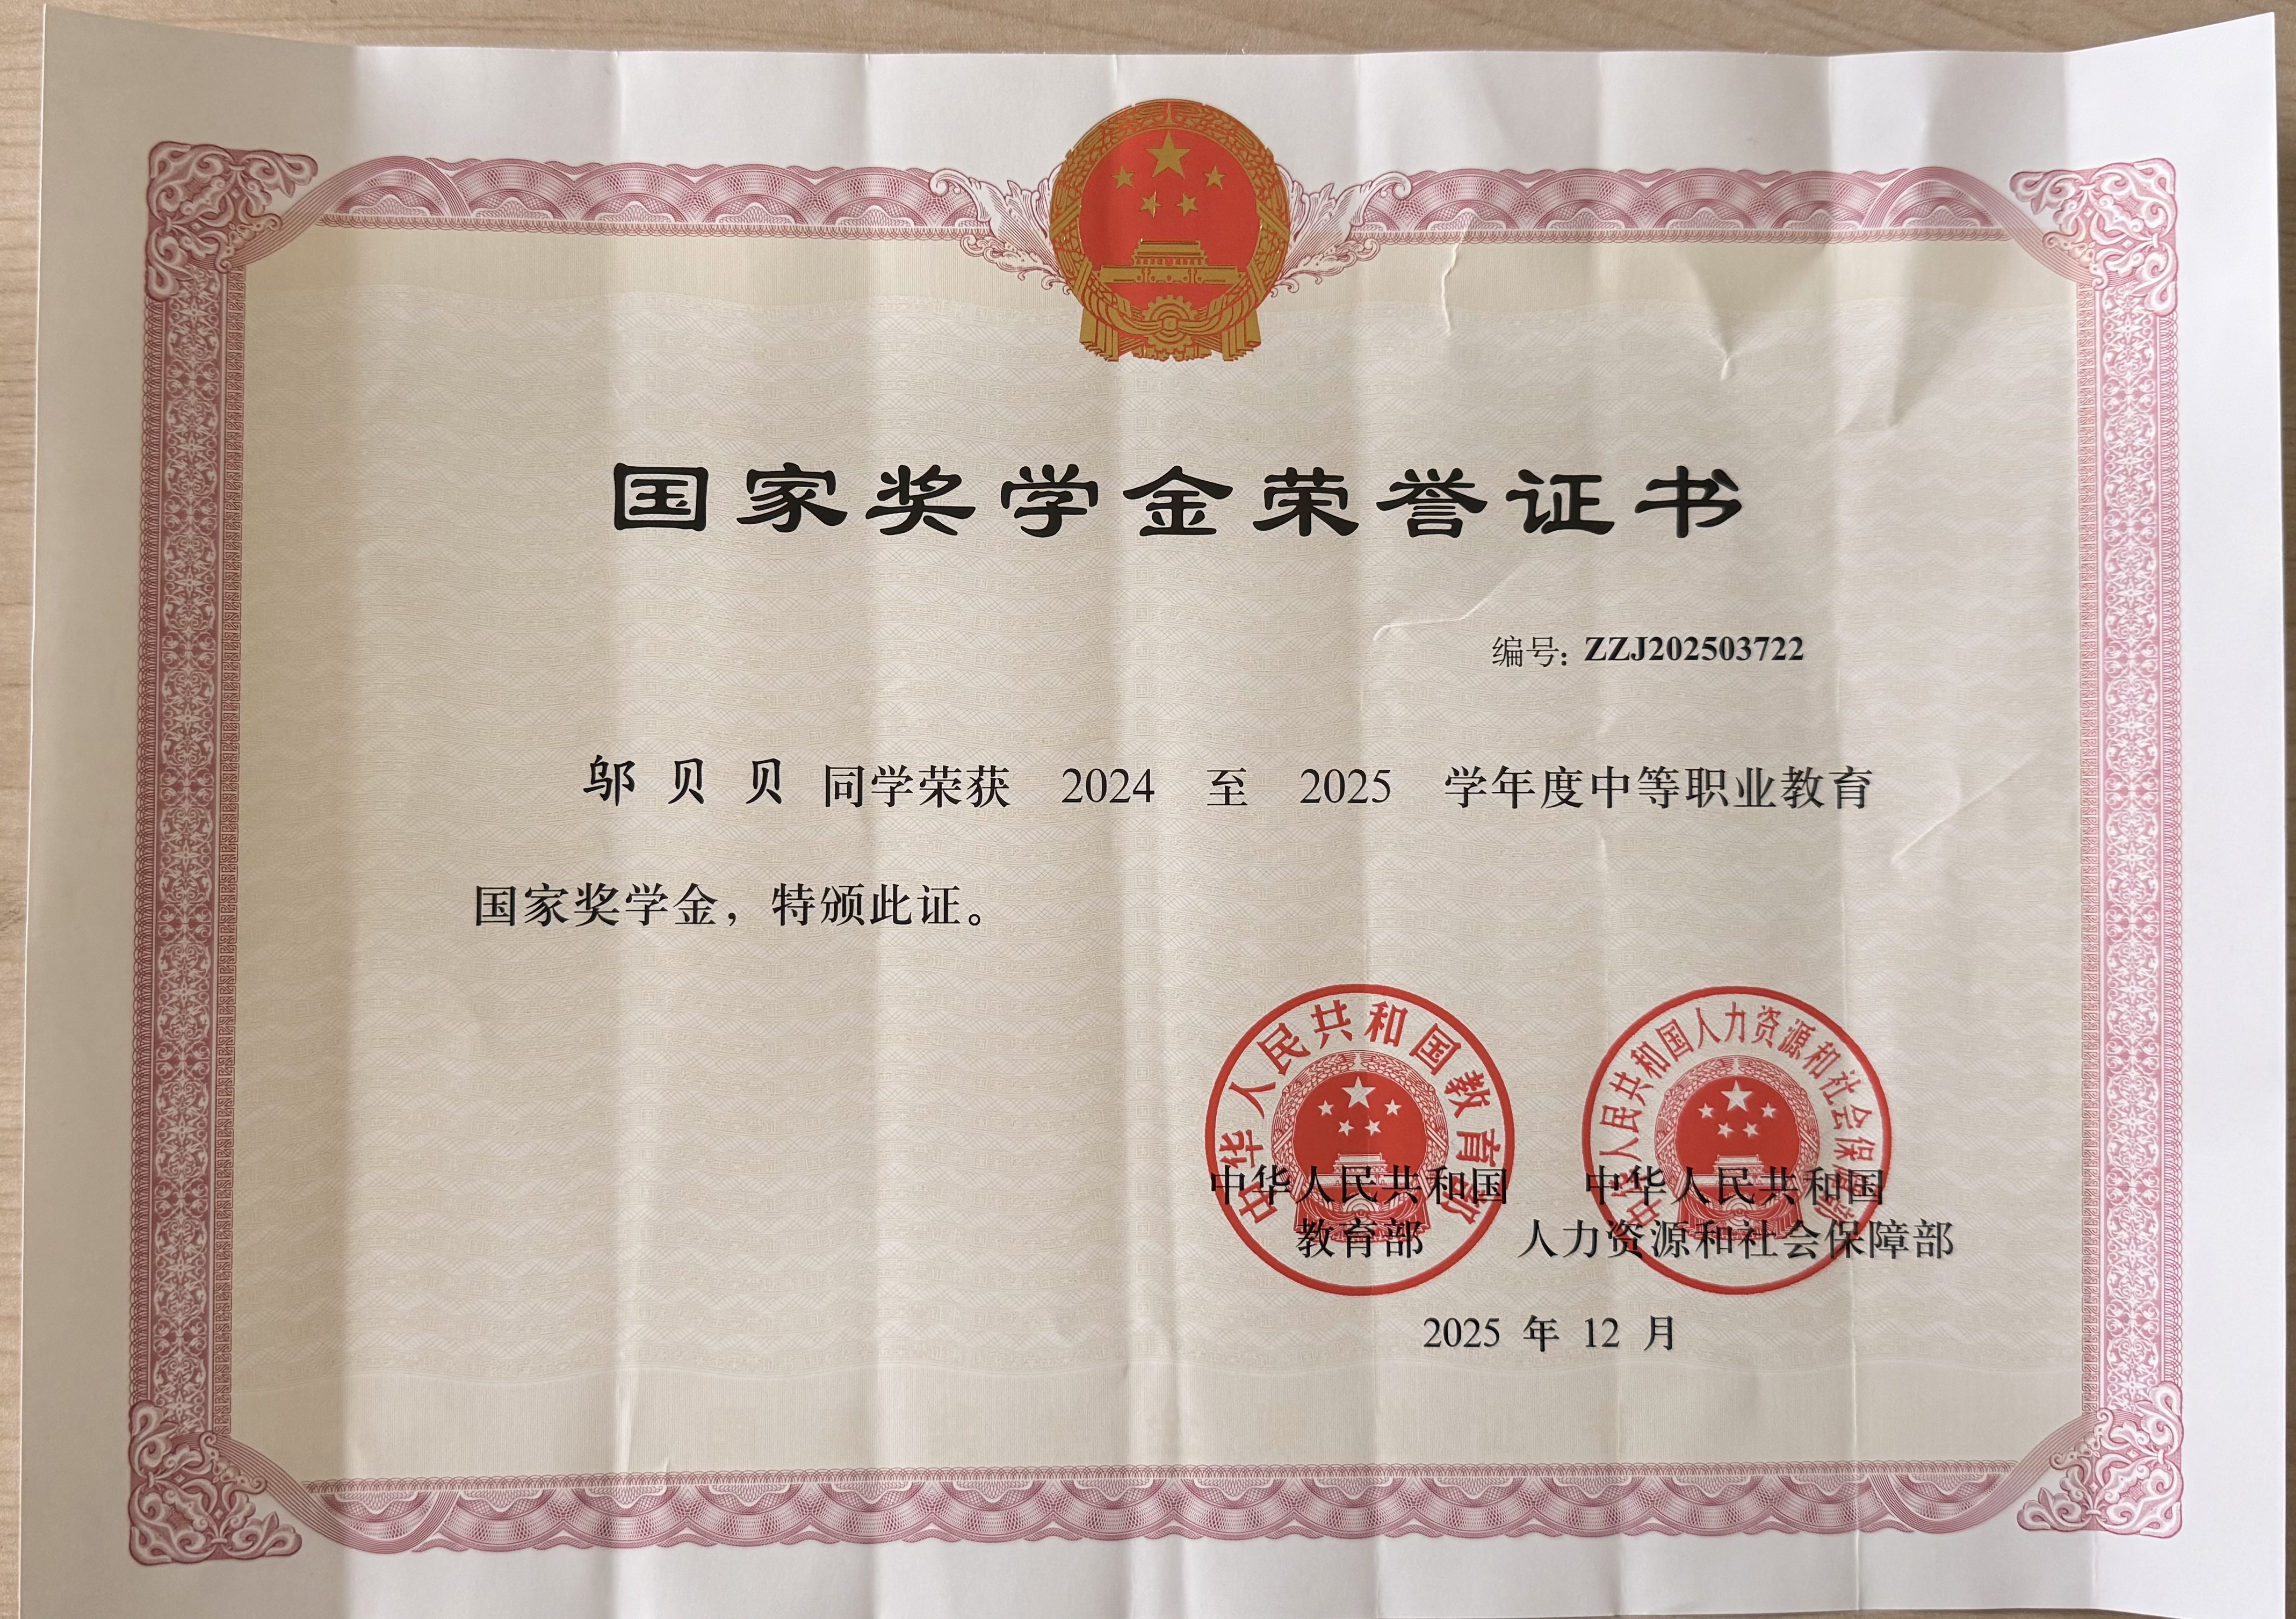 国家奖学金荣誉证书
编号：ZZJ202503722
邬贝贝同学荣获 2024 至 2025 学年度中等职业教育
国家奖学金，特颁此证。
中华人民共和国教育部
中华人民共和国人力资源和社会保障部
中华人民共和国 中华人民共和国
教育部 人力资源和社会保障部
2025 年 12 月